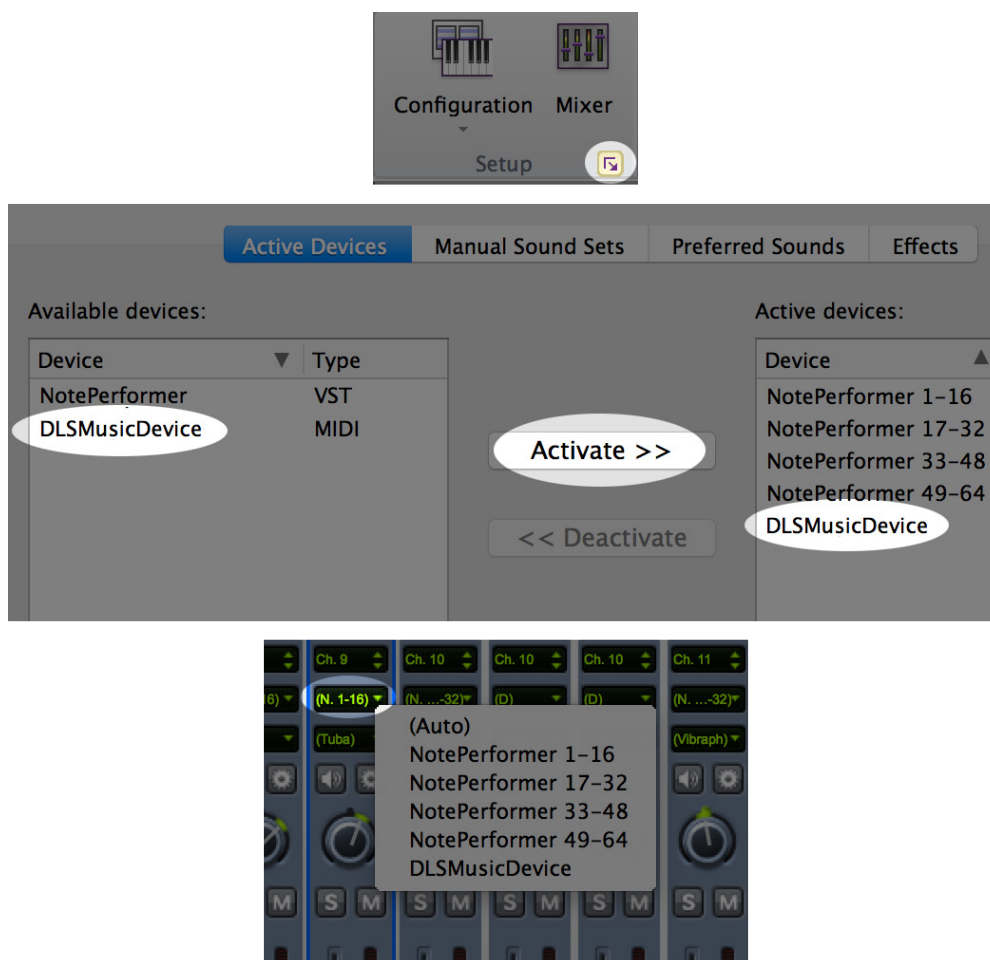 Configuration Mixer
Setup
Active Devices Manual Sound Sets Preferred Sounds Effects
Available devices: Active devices:
Device Type Device
NotePerformer VST NotePerformer 1–16
DLSMusicDevice MIDI NotePerformer 17–32
Activate >> NotePerformer 33–48
NotePerformer 49–64
<< Deactivate DLSMusicDevice
Ch. 9 Ch. 10 Ch. 10 Ch. 10 Ch. 11
6) (N. 1-16) (N. ...-32) (D) (D) (N. ...-32)
(Tuba) (Vibraph)
(Auto)
NotePerformer 1–16
NotePerformer 17–32
NotePerformer 33–48
NotePerformer 49–64
DLSMusicDevice
M S M S M S M S M S M